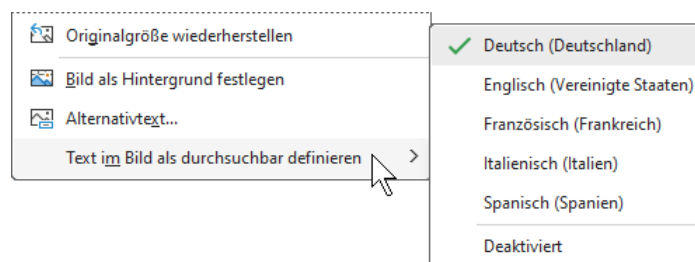 Originalgröße wiederherstellen
Bild als Hintergrund festlegen
Alternativtext...
Text im Bild als durchsuchbar definieren
Deutsch (Deutschland)
Englisch (Vereinigte Staaten)
Französisch (Frankreich)
Italienisch (Italien)
Spanisch (Spanien)
Deaktiviert